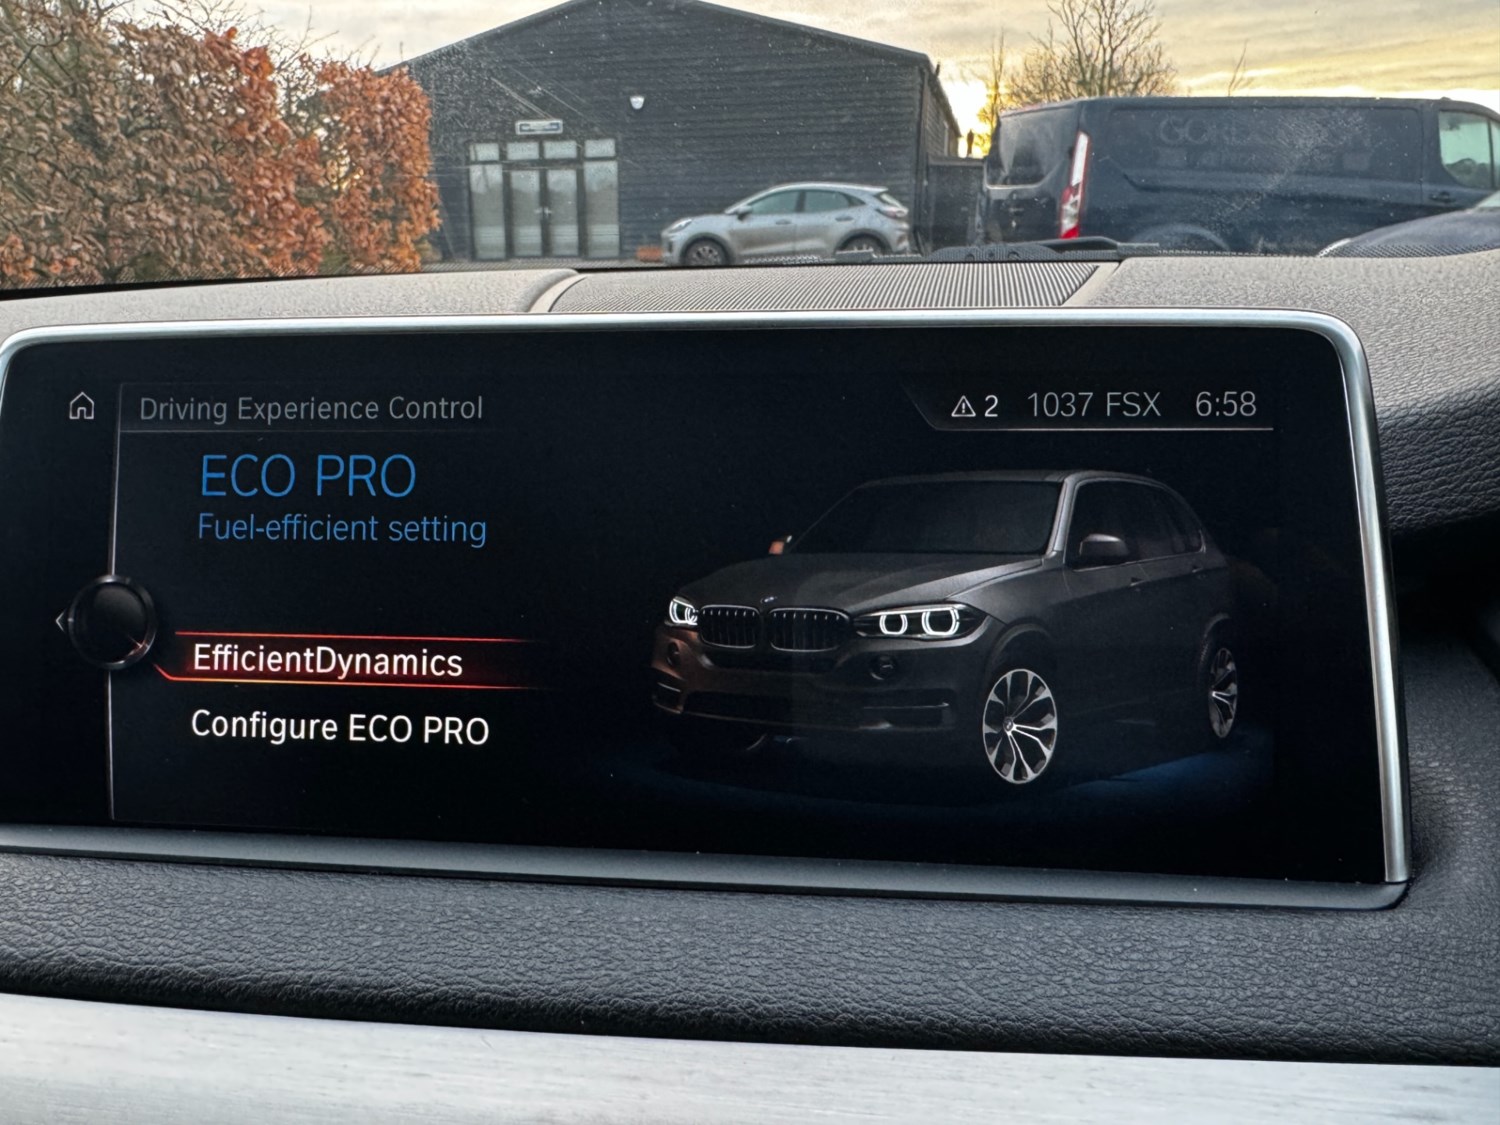 Driving Experience Control
2 1037 FSX 6:58
ECO PRO
Fuel-efficient setting
EfficientDynamics
Configure ECO PRO